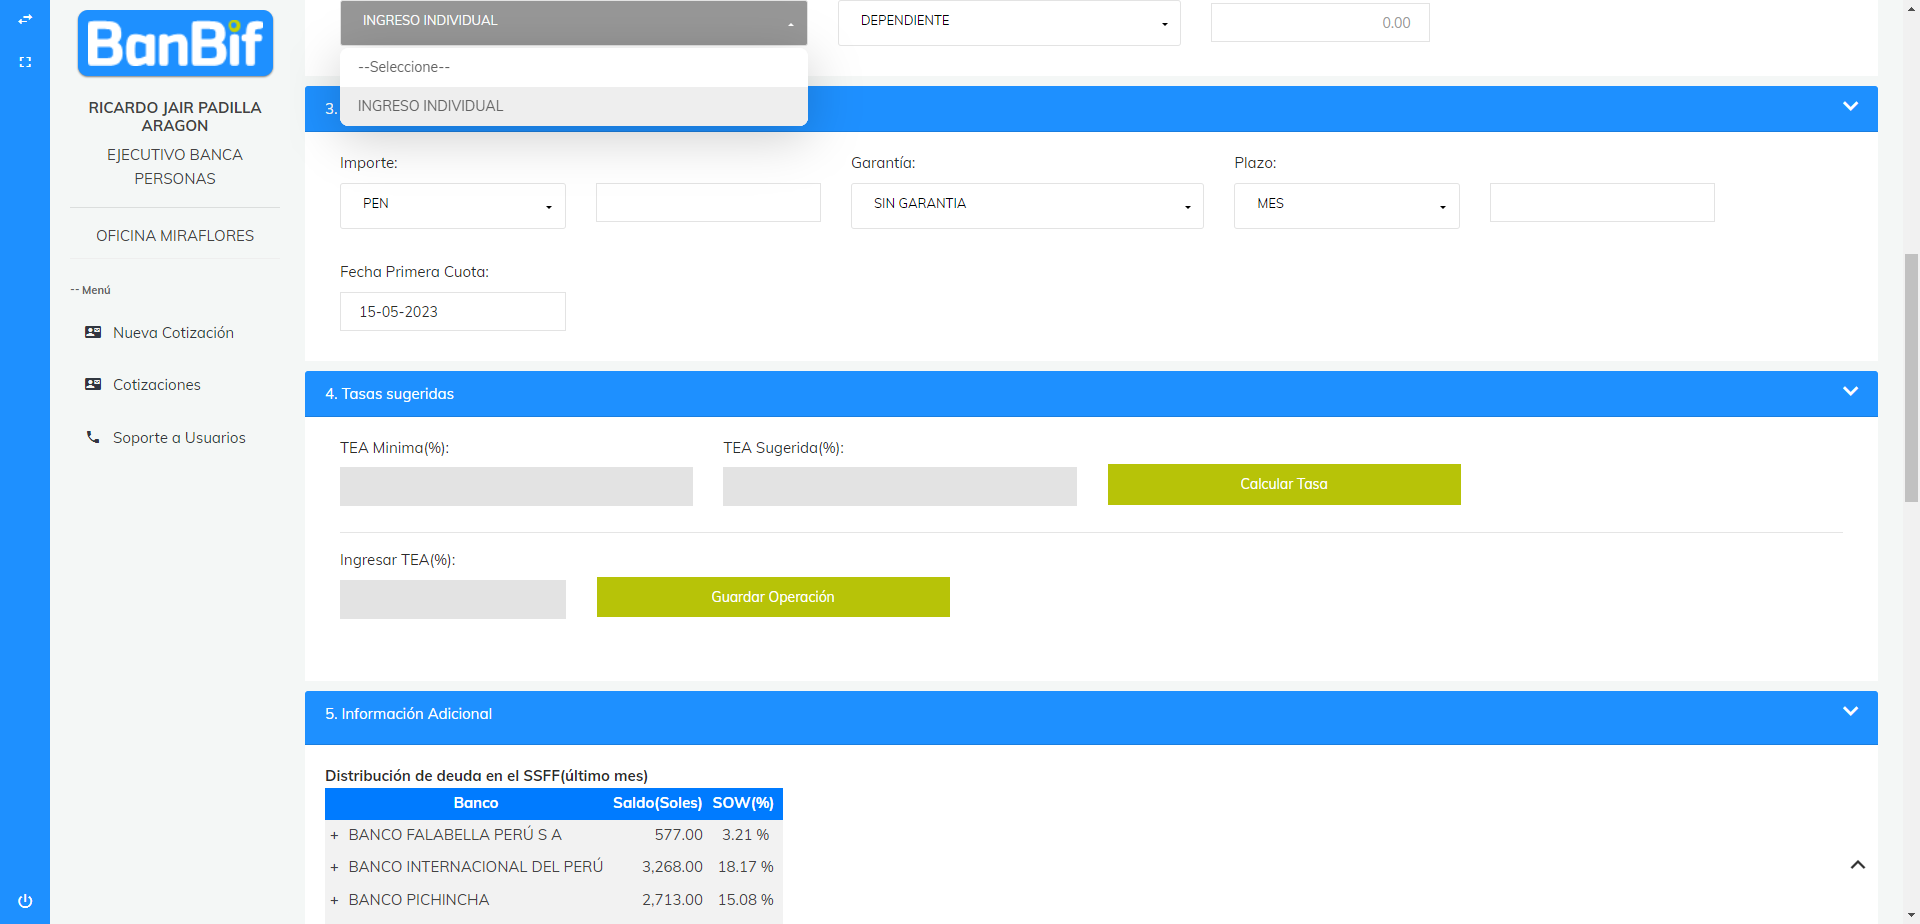 BanBif
RICARDO JAIR PADILLA
ARAGON
EJECUTIVO BANCA
PERSONAS
OFICINA MIRAFLORES
-- Menú
Nueva Cotización
Cotizaciones
Soporte a Usuarios
INGRESO INDIVIDUAL
DEPENDIENTE
0.00
--Seleccione--
INGRESO INDIVIDUAL
3.
Importe:
Garantía:
Plazo:
PEN
SIN GARANTIA
MES
Fecha Primera Cuota:
15-05-2023
4. Tasas sugeridas
TEA Minima(%):
TEA Sugerida(%):
Calcular Tasa
Ingresar TEA(%):
Guardar Operación
5. Información Adicional
Distribución de deuda en el SSFF(último mes)
Banco Saldo(Soles) SOW(%)
+ BANCO FALABELLA PERÚ S A 577.00 3.21 %
+ BANCO INTERNACIONAL DEL PERÚ 3,268.00 18.17 %
+ BANCO PICHINCHA 2,713.00 15.08 %